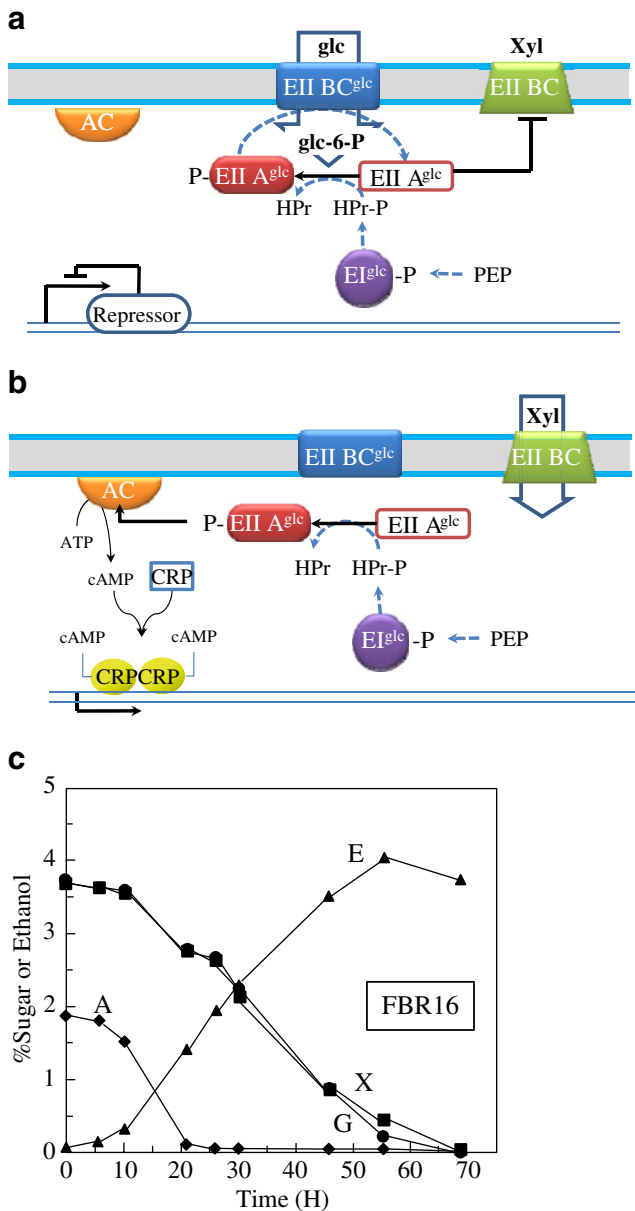 a
glc
Xyl
EII BC^glc
EII BC
AC
glc-6-P
P-EII A^glc
EII A^glc
HPr
HPr-P
EI^glc-P
PEP
Repressor
b
Xyl
EII BC^glc
EII BC
AC
P-EII A^glc
EII A^glc
ATP
HPr
HPr-P
cAMP
CRP
cAMP
cAMP
EI^glc-P
PEP
CRP CRP
c
5
4
3
2
1
0
%Sugar or Ethanol
E
A
FBR16
X
G
0 10 20 30 40 50 60 70
Time (H)